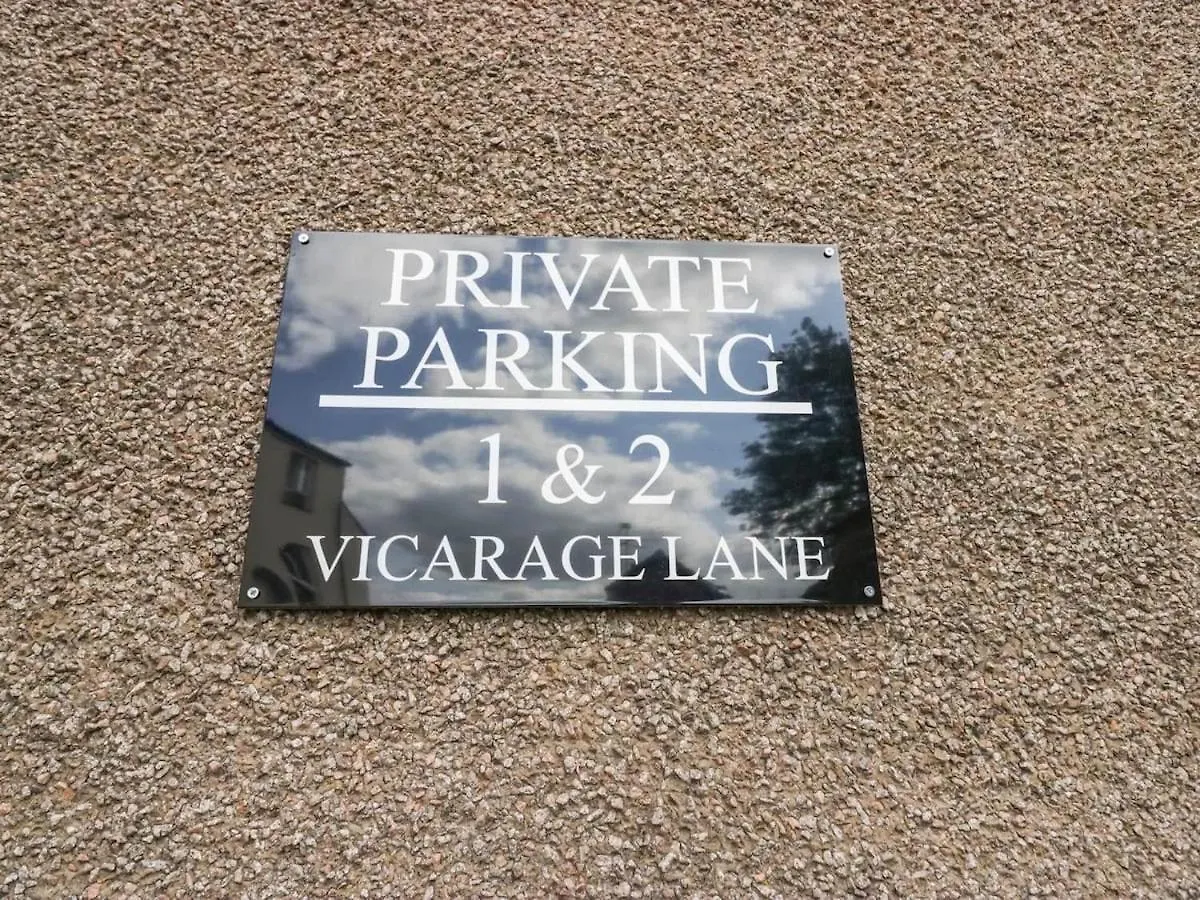 PRIVATE
PARKING
1 & 2
VICARAGE LANE